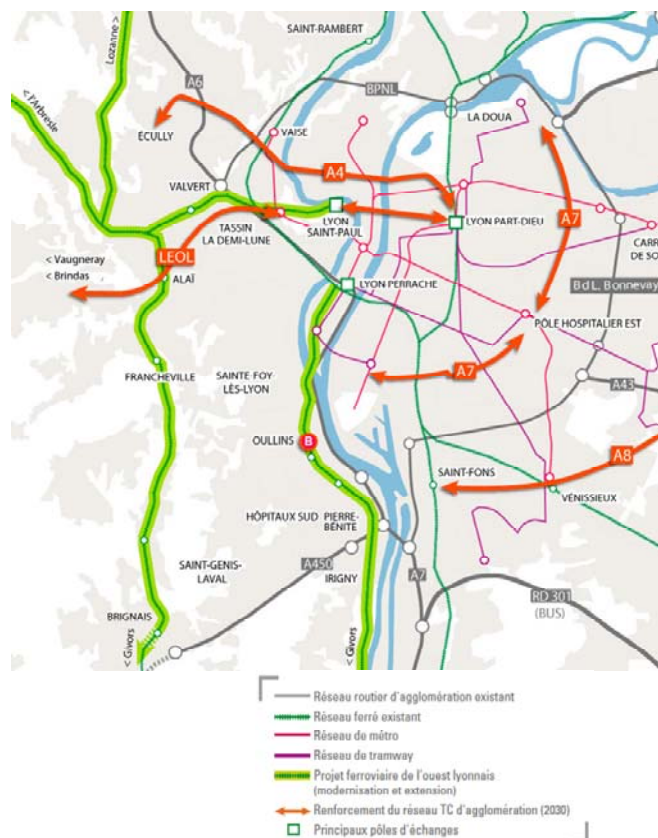 SAINT-RAMBERT
Lozanne >
A6
BPNL
< l'Arbresle
LA DOUA
ÉCULLY
VAISE
A4
VALVERT
A7
LYON
SAINT-PAUL
LYON PART-DIEU
TASSIN
LA DEMI-LUNE
CARR
DE SO
LEOL
< Vaugneray
< Brindas
ALAÏ
Bd L. Bonnevay
LYON PERRACHE
PÔLE HOSPITALIER EST
FRANCHEVILLE
SAINTE-FOY
LÈS-LYON
A7
A43
OULLINS
B
A8
SAINT-FONS
VÉNISSIEUX
HÔPITAUX SUD
PIERRE-
BÉNITE
SAINT-GENIS-
LAVAL
A450
IRIGNY
A7
RD 301
(BUS)
BRIGNAIS
< Givors
< Givors
Réseau routier d'agglomération existant
Réseau ferré existant
Réseau de métro
Réseau de tramway
Projet ferroviaire de l'ouest lyonnais
(modernisation et extension)
Renforcement du réseau TC d'agglomération (2030)
Principaux pôles d'échanges